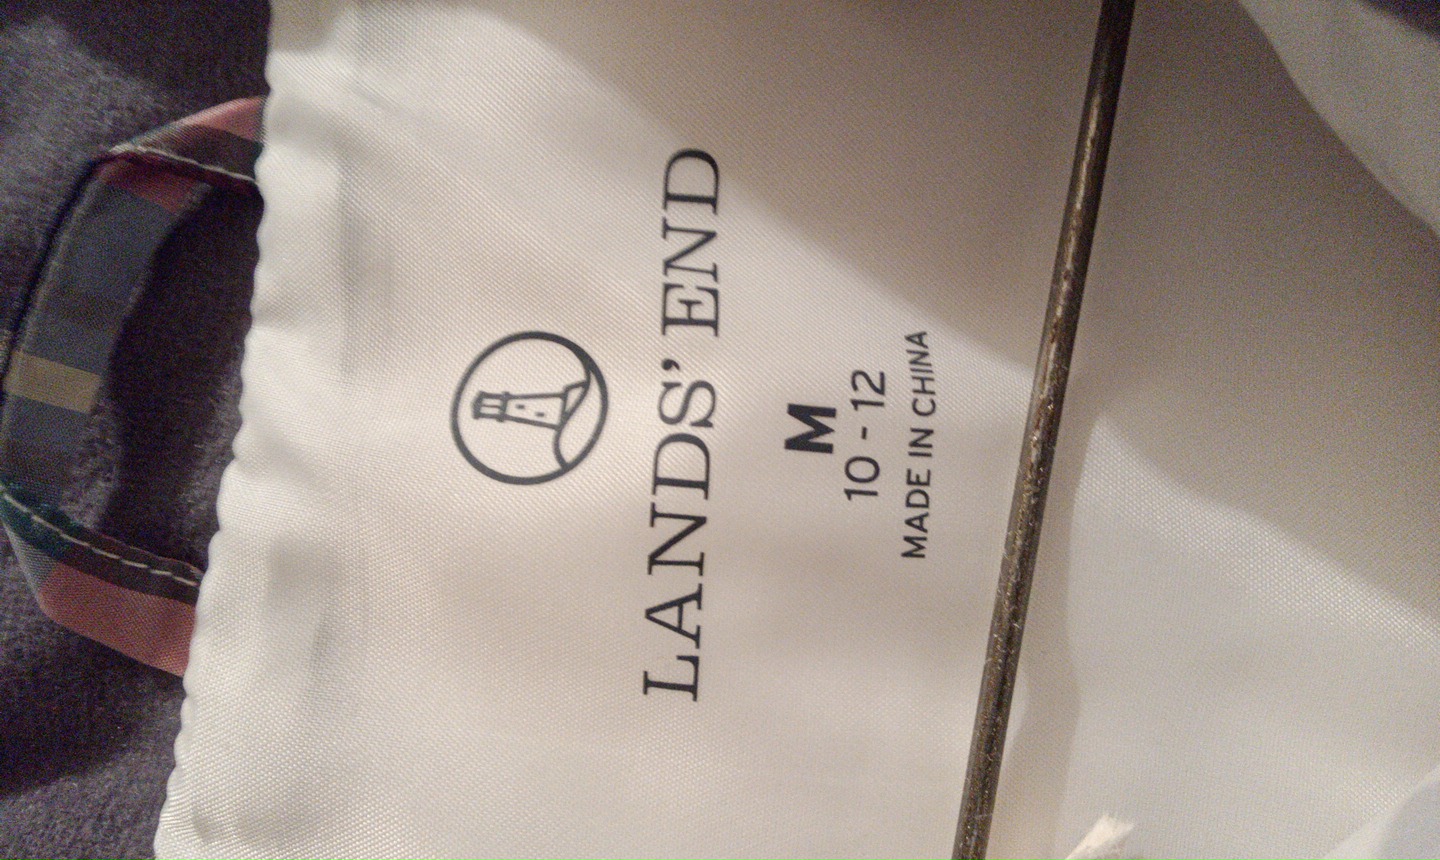 LANDS' END
M
10 - 12
MADE IN CHINA